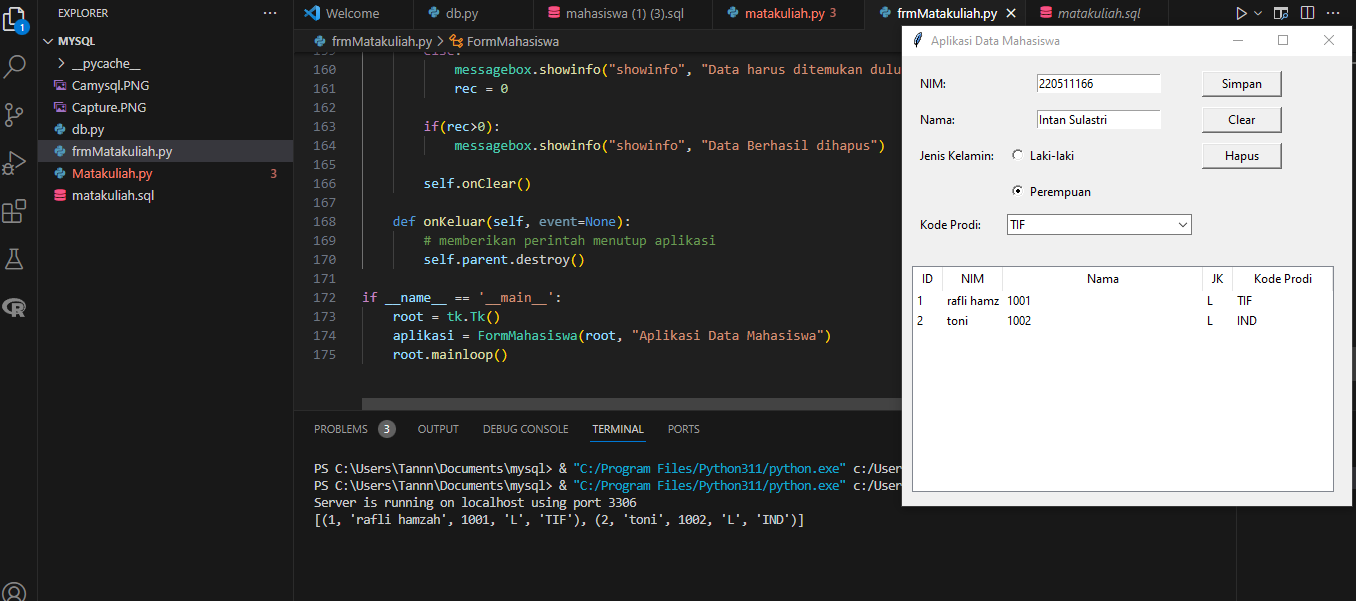 EXPLORER
MYSQL
__pycache__
Camysql.PNG
Capture.PNG
db.py
frmMatakuliah.py
Matakuliah.py 3
matakuliah.sql
1
Welcome
db.py
mahasiswa (1) (3).sql
matakuliah.py 3
frmMatakuliah.py
matakuliah.sql
frmMatakuliah.py > FormMahasiswa
160 messagebox.showinfo("showinfo", "Data harus ditemukan dulu
161 rec = 0
162
163 if(rec>0):
164 messagebox.showinfo("showinfo", "Data Berhasil dihapus")
165
166 self.onClear()
167
168 def onKeluar(self, event=None):
169 # memberikan perintah menutup aplikasi
170 self.parent.destroy()
171
172 if __name__ == '__main__':
173 root = tk.Tk()
174 aplikasi = FormMahasiswa(root, "Aplikasi Data Mahasiswa")
175 root.mainloop()
PROBLEMS 3 OUTPUT DEBUG CONSOLE TERMINAL PORTS
PS C:\Users\Tannn\Documents\mysql> & "C:/Program Files/Python311/python.exe" c:/User
PS C:\Users\Tannn\Documents\mysql> & "C:/Program Files/Python311/python.exe" c:/User
Server is running on localhost using port 3306
[(1, 'rafli hamzah', 1001, 'L', 'TIF'), (2, 'toni', 1002, 'L', 'IND')]
Aplikasi Data Mahasiswa
NIM: 220511166 Simpan
Nama: Intan Sulastri Clear
Jenis Kelamin: Laki-laki Hapus
Perempuan
Kode Prodi: TIF
ID NIM Nama JK Kode Prodi
1 rafli hamz 1001 L TIF
2 toni 1002 L IND